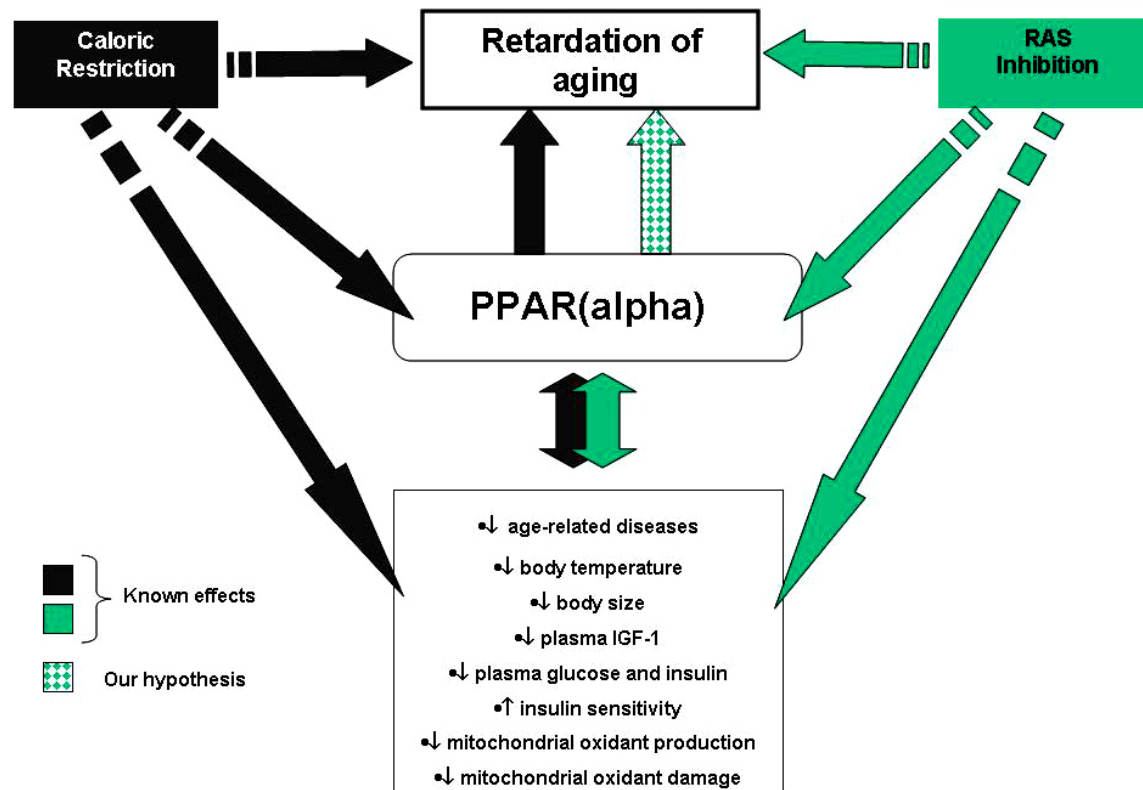 Caloric
Restriction
Retardation of
aging
RAS
Inhibition
PPAR(alpha)
•↓ age-related diseases
•↓ body temperature
•↓ body size
•↓ plasma IGF-1
•↓ plasma glucose and insulin
•↑ insulin sensitivity
•↓ mitochondrial oxidant production
•↓ mitochondrial oxidant damage
Known effects
Our hypothesis